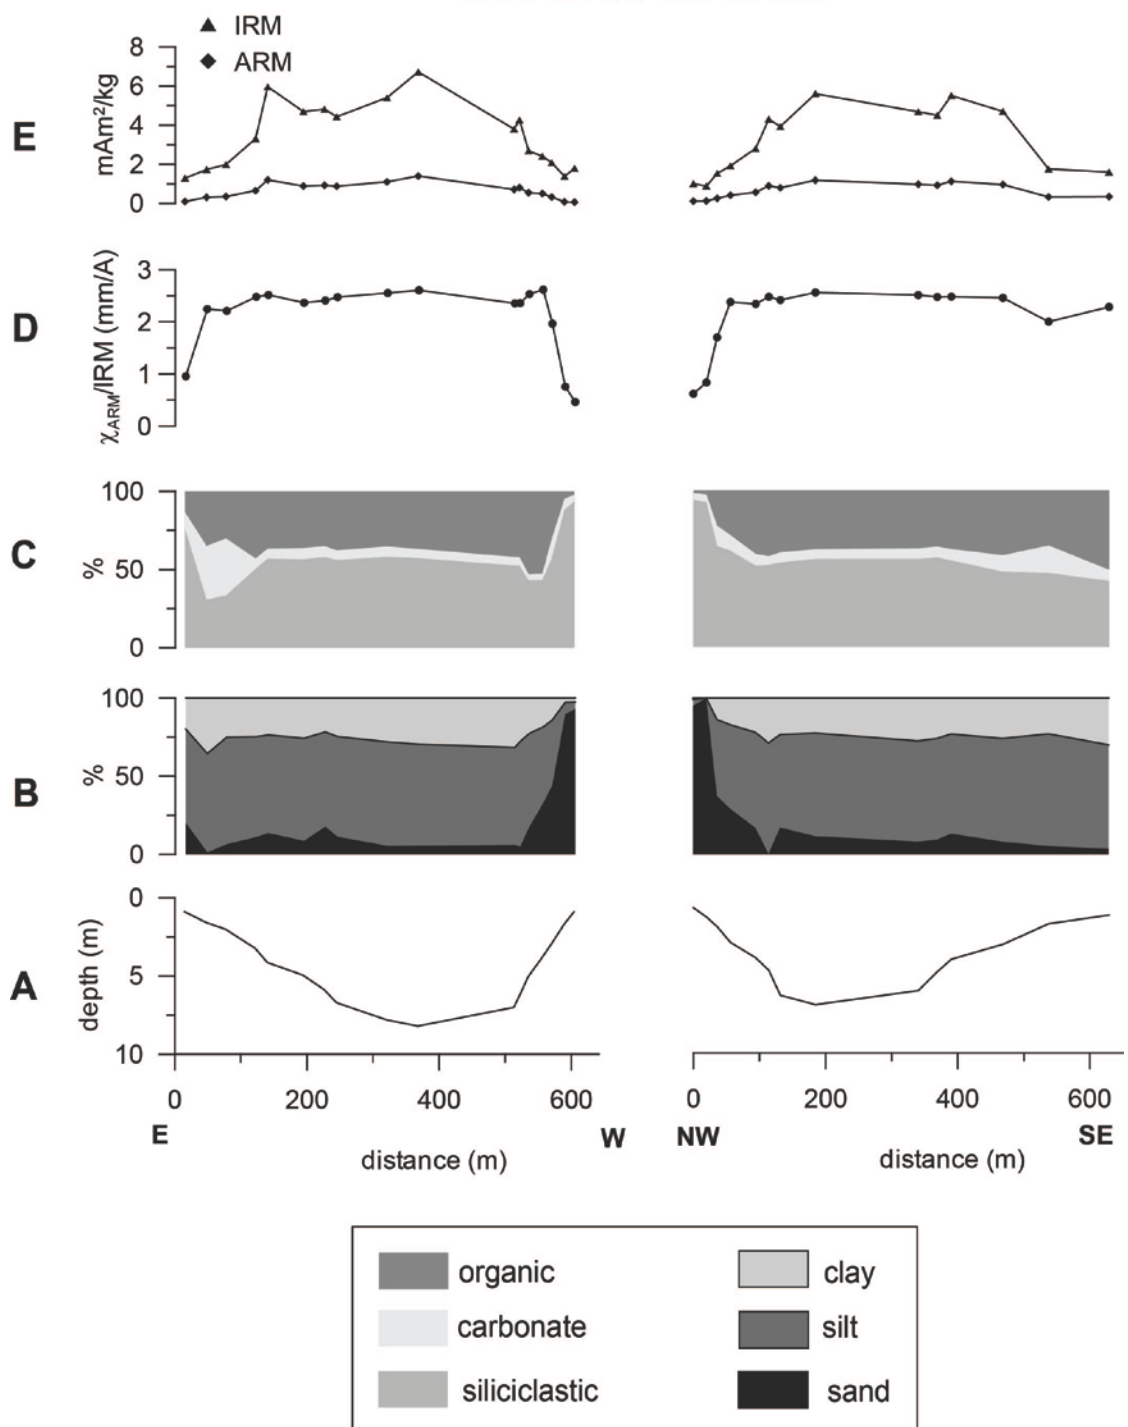 IRM
ARM
E
mAm²/kg
8
6
4
2
0
D
χARM/IRM (mm/A)
3
2
1
0
C
%
100
50
0
B
%
100
50
0
A
depth (m)
0
5
10
0 200 400 600
E W
distance (m)
0 200 400 600
NW SE
distance (m)
organic clay
carbonate silt
siliciclastic sand